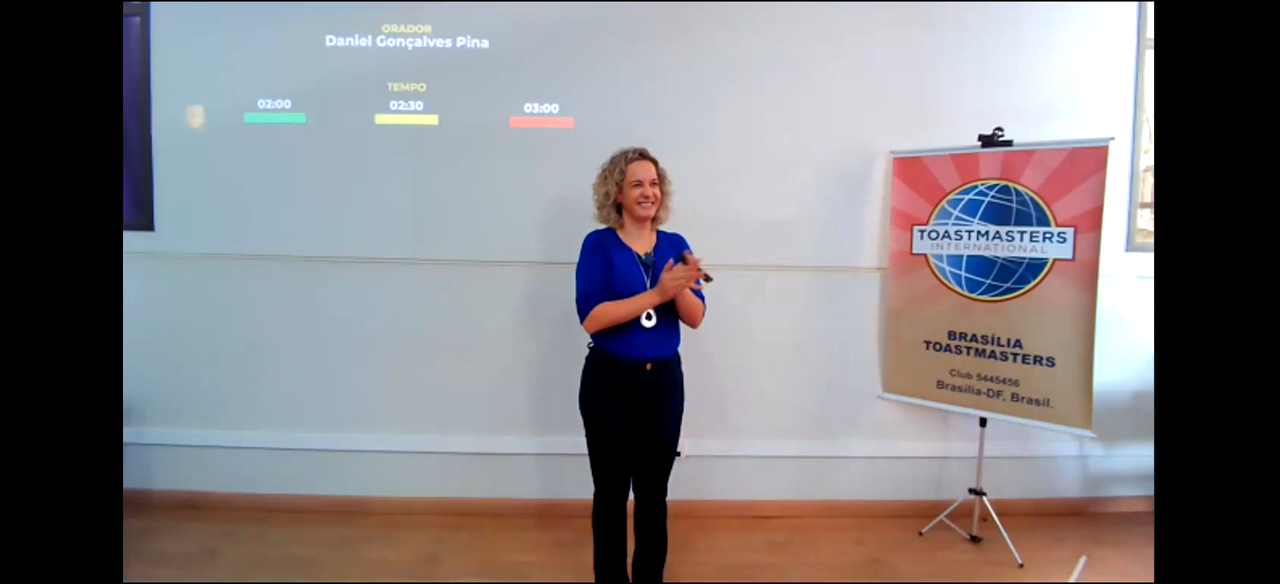 ORADOR
Daniel Gonçalves Pina
TEMPO
02:00
02:30
03:00
TOASTMASTERS
INTERNATIONAL
BRASÍLIA
TOASTMASTERS
Club 5445456
Brasília-DF, Brasil.